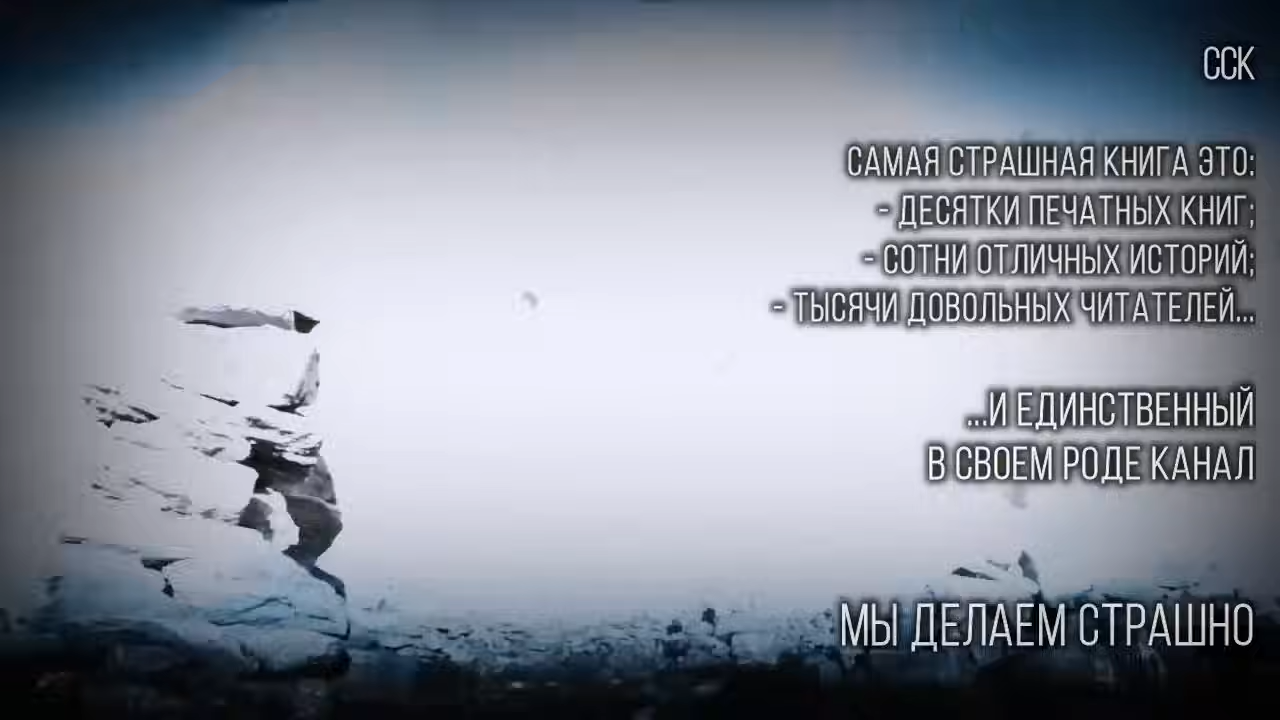 ССК
САМАЯ СТРАШНАЯ КНИГА ЭТО:
- ДЕСЯТКИ ПЕЧАТНЫХ КНИГ;
- СОТНИ ОТЛИЧНЫХ ИСТОРИЙ;
- ТЫСЯЧИ ДОВОЛЬНЫХ ЧИТАТЕЛЕЙ...
...И ЕДИНСТВЕННЫЙ
В СВОЕМ РОДЕ КАНАЛ
МЫ ДЕЛАЕМ СТРАШНО